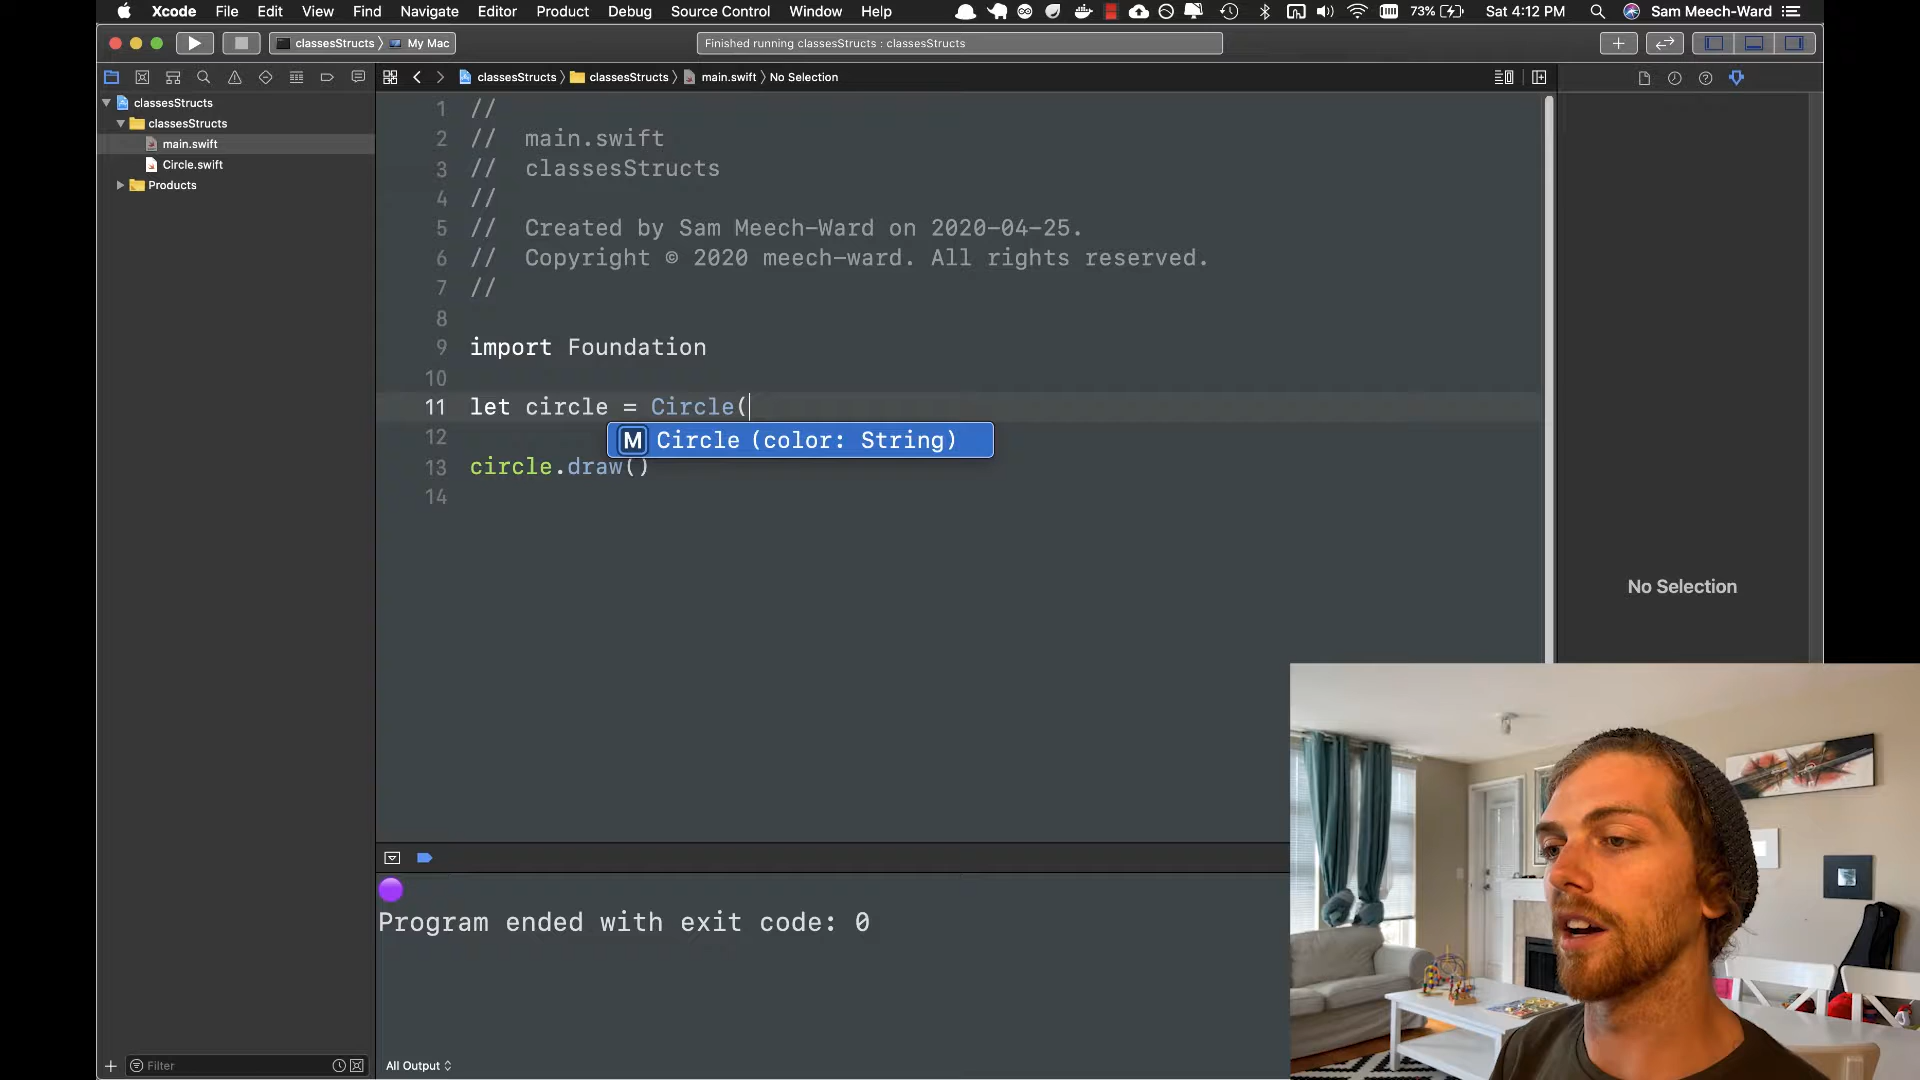 Xcode File Edit View Find Navigate Editor Product Debug Source Control Window Help 73% Sat 4:12 PM Sam Meech-Ward
classesStructs My Mac Finished running classesStructs : classesStructs
classesStructs classesStructs main.swift No Selection
classesStructs
classesStructs
main.swift
Circle.swift
Products
1 //
2 // main.swift
3 // classesStructs
4 //
5 // Created by Sam Meech-Ward on 2020-04-25.
6 // Copyright © 2020 meech-ward. All rights reserved.
7 //
8
9 import Foundation
10
11 let circle = Circle(
12
M Circle (color: String)
13 circle.draw()
14
No Selection
Program ended with exit code: 0
Filter
All Output